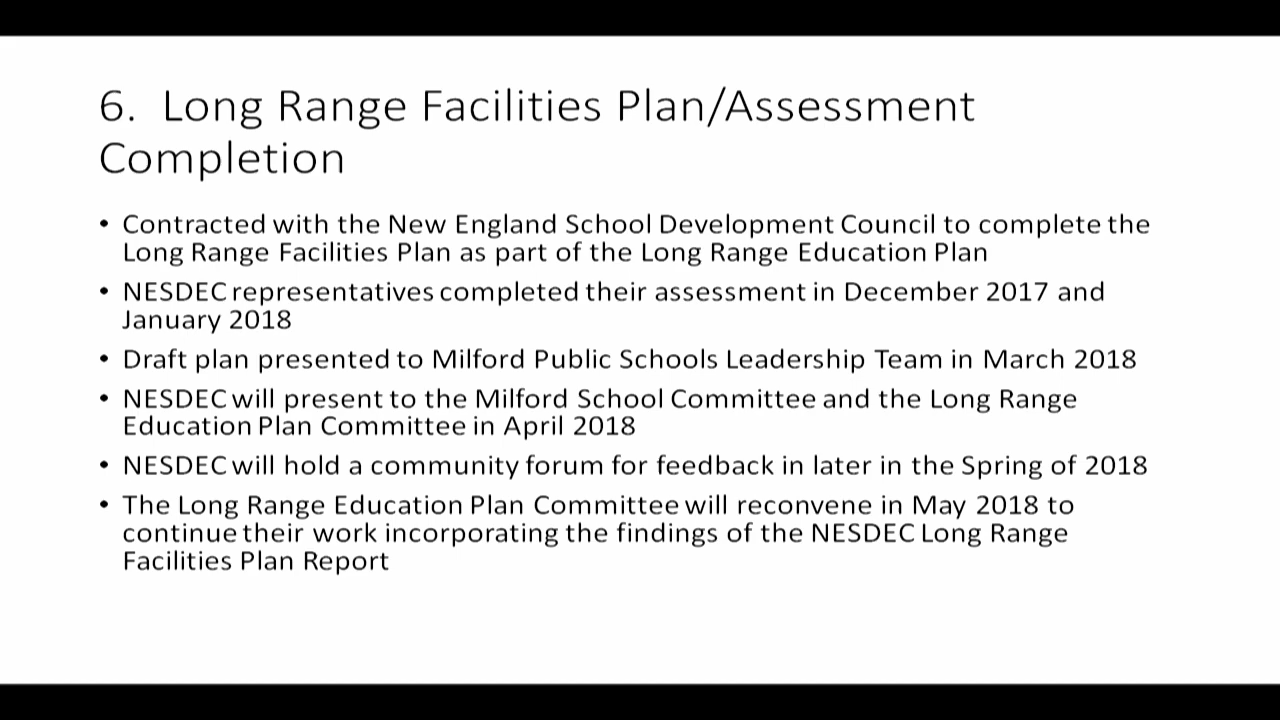 6. Long Range Facilities Plan/Assessment
Completion
• Contracted with the New England School Development Council to complete the
Long Range Facilities Plan as part of the Long Range Education Plan
• NESDEC representatives completed their assessment in December 2017 and
January 2018
• Draft plan presented to Milford Public Schools Leadership Team in March 2018
• NESDEC will present to the Milford School Committee and the Long Range
Education Plan Committee in April 2018
• NESDEC will hold a community forum for feedback in later in the Spring of 2018
• The Long Range Education Plan Committee will reconvene in May 2018 to
continue their work incorporating the findings of the NESDEC Long Range
Facilities Plan Report